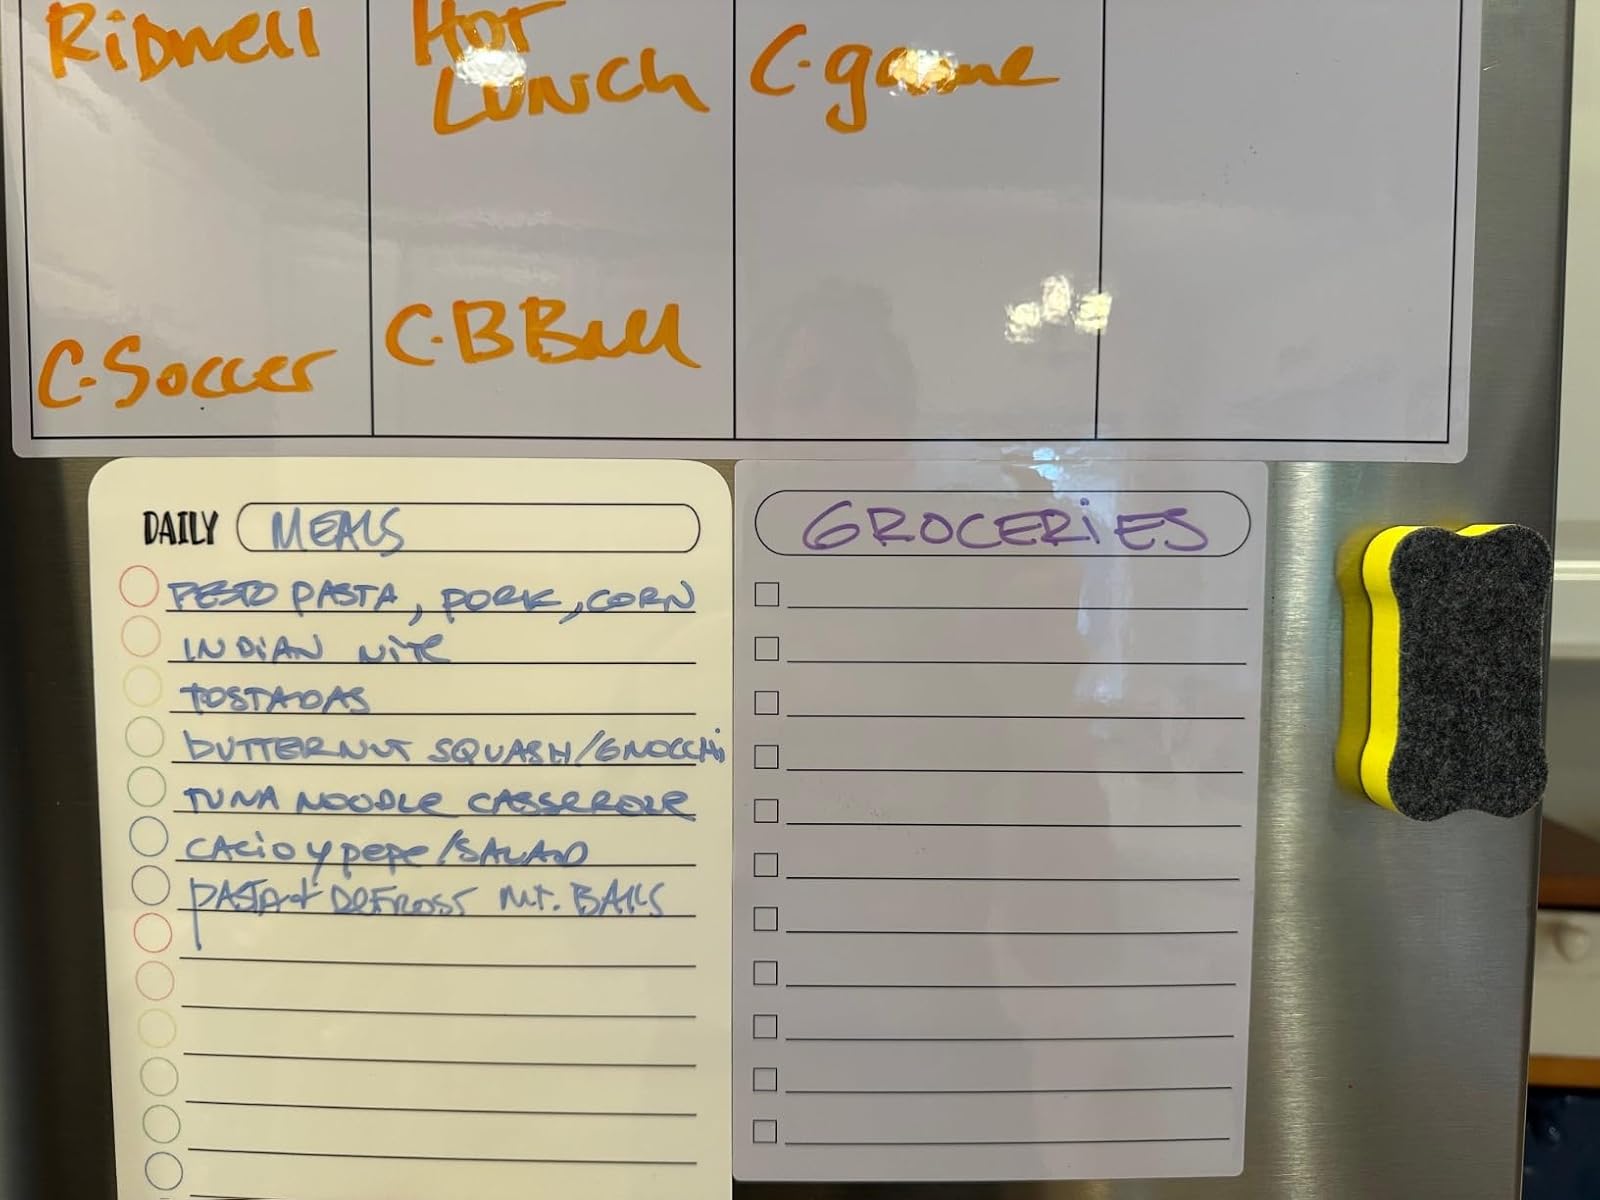 RiDwell
HOT
LUNCh
C-game
C-Soccer
C-BBall
DAILY MEALS
PESTO PASTA, PORK, CORN
INDiAN NiTE
TOSTADAS
bUTTERNUT SQUASH/GNOCCHi
TUNA NOODLE CASSEROLE
CACiO y pepe/SALAD
PASTA + DEFROST MT. BALLS
GROCERiES